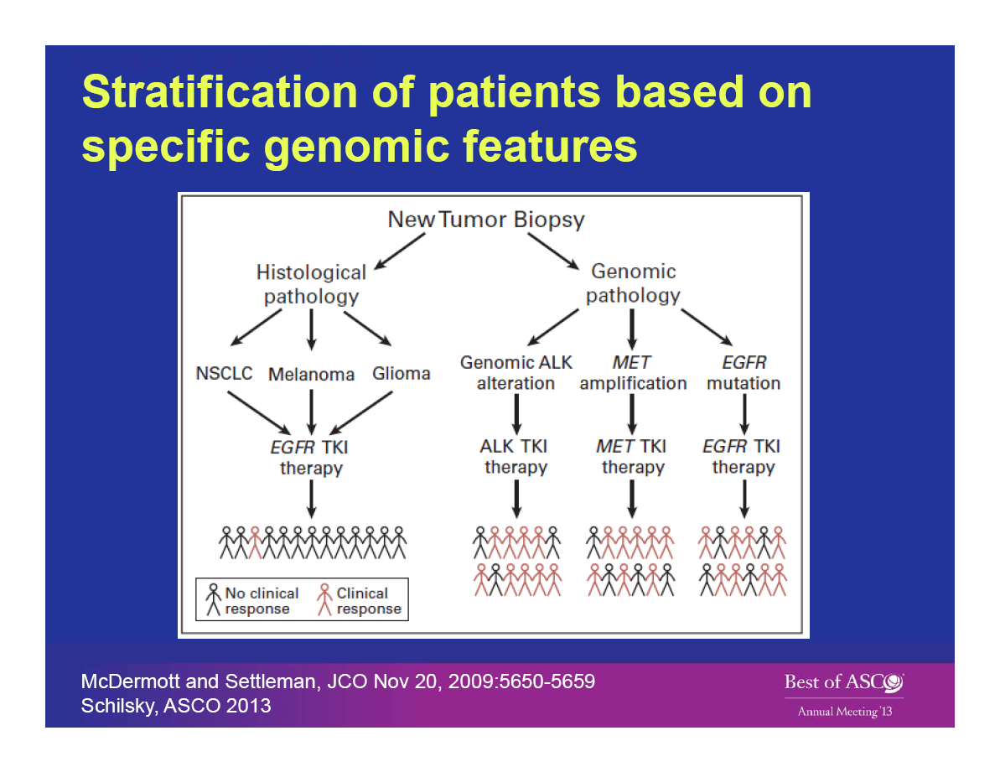 Stratification of patients based on
specific genomic features
New Tumor Biopsy
Histological
pathology
Genomic
pathology
NSCLC Melanoma Glioma
Genomic ALK
alteration
MET
amplification
EGFR
mutation
EGFR TKI
therapy
ALK TKI
therapy
MET TKI
therapy
EGFR TKI
therapy
No clinical
response
Clinical
response
McDermott and Settleman, JCO Nov 20, 2009:5650-5659
Schilsky, ASCO 2013
Best of ASCO
Annual Meeting '13